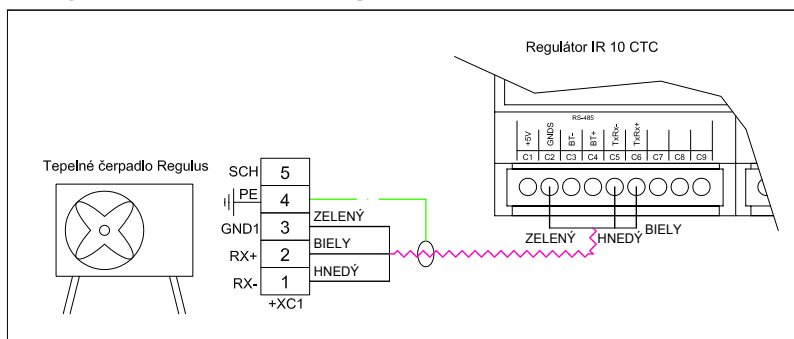 Regulátor IR 10 CTC
RS-485
+5V GNDS BT- BT+ TxRx- TxRx+
C1 C2 C3 C4 C5 C6 C7 C8 C9
ZELENÝ HNEDÝ BIELY
Tepelné čerpadlo Regulus
SCH 5
PE 4
GND1 3 ZELENÝ
RX+ 2 BIELY
RX- 1 HNEDÝ
+XC1